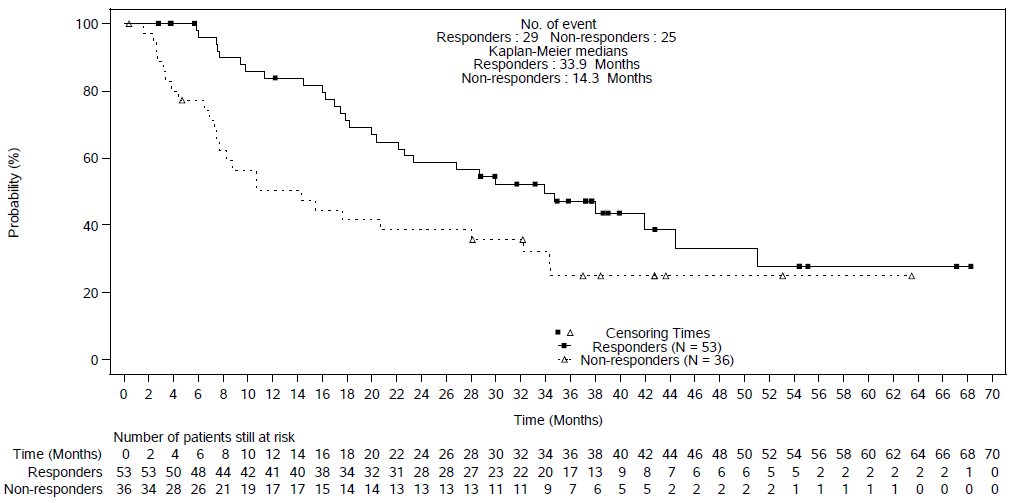 No. of event
Responders : 29 Non-responders : 25
Kaplan-Meier medians
Responders : 33.9 Months
Non-responders : 14.3 Months
100
80
60
40
20
0
Probability (%)
Censoring Times
Responders (N = 53)
Non-responders (N = 36)
0 2 4 6 8 10 12 14 16 18 20 22 24 26 28 30 32 34 36 38 40 42 44 46 48 50 52 54 56 58 60 62 64 66 68 70
Time (Months)
Number of patients still at risk
Time (Months) 0 2 4 6 8 10 12 14 16 18 20 22 24 26 28 30 32 34 36 38 40 42 44 46 48 50 52 54 56 58 60 62 64 66 68 70
Responders 53 53 50 48 44 42 41 40 38 34 32 31 28 28 27 23 22 20 17 13 9 8 7 6 6 6 5 5 2 2 2 2 2 2 1 0
Non-responders 36 34 28 26 21 19 17 17 15 14 14 13 13 13 13 11 11 9 7 6 5 5 2 2 2 2 2 1 1 1 1 1 0 0 0 0